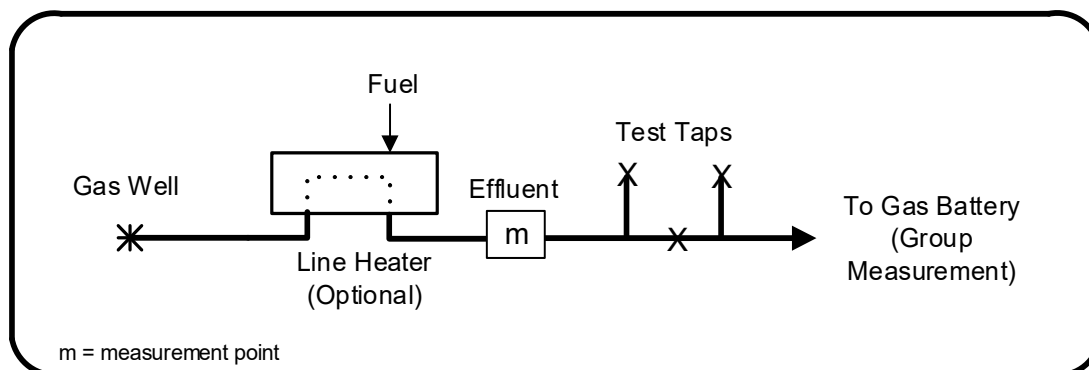 Fuel
Test Taps
Gas Well
Effluent
m
To Gas Battery
(Group
Measurement)
Line Heater
(Optional)
m = measurement point